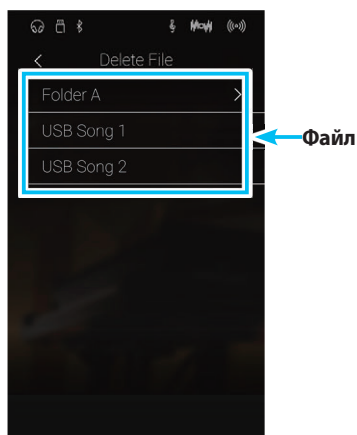 Delete File
Folder A
USB Song 1
USB Song 2
Файл